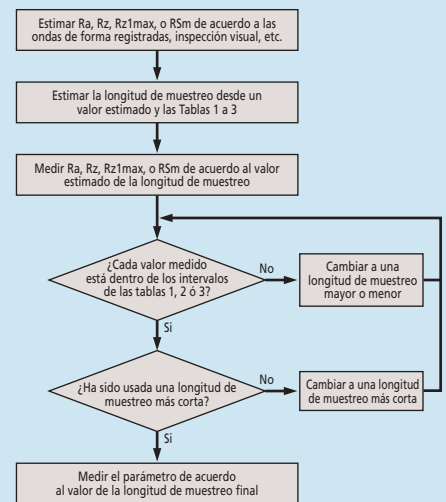 Estimar Ra, Rz, Rz1max, o RSm de acuerdo a las
ondas de forma registradas, inspección visual, etc.
Estimar la longitud de muestreo desde un
valor estimado y las Tablas 1 a 3
Medir Ra, Rz, Rz1max, o RSm de acuerdo al valor
estimado de la longitud de muestreo
¿Cada valor medido
está dentro de los intervalos
de las tablas 1, 2 ó 3?
No
Cambiar a una
longitud de muestreo
mayor o menor
Si
¿Ha sido usada una longitud de
muestreo más corta?
No
Cambiar a una longitud
de muestreo más corta
Si
Medir el parámetro de acuerdo
al valor de la longitud de muestreo final